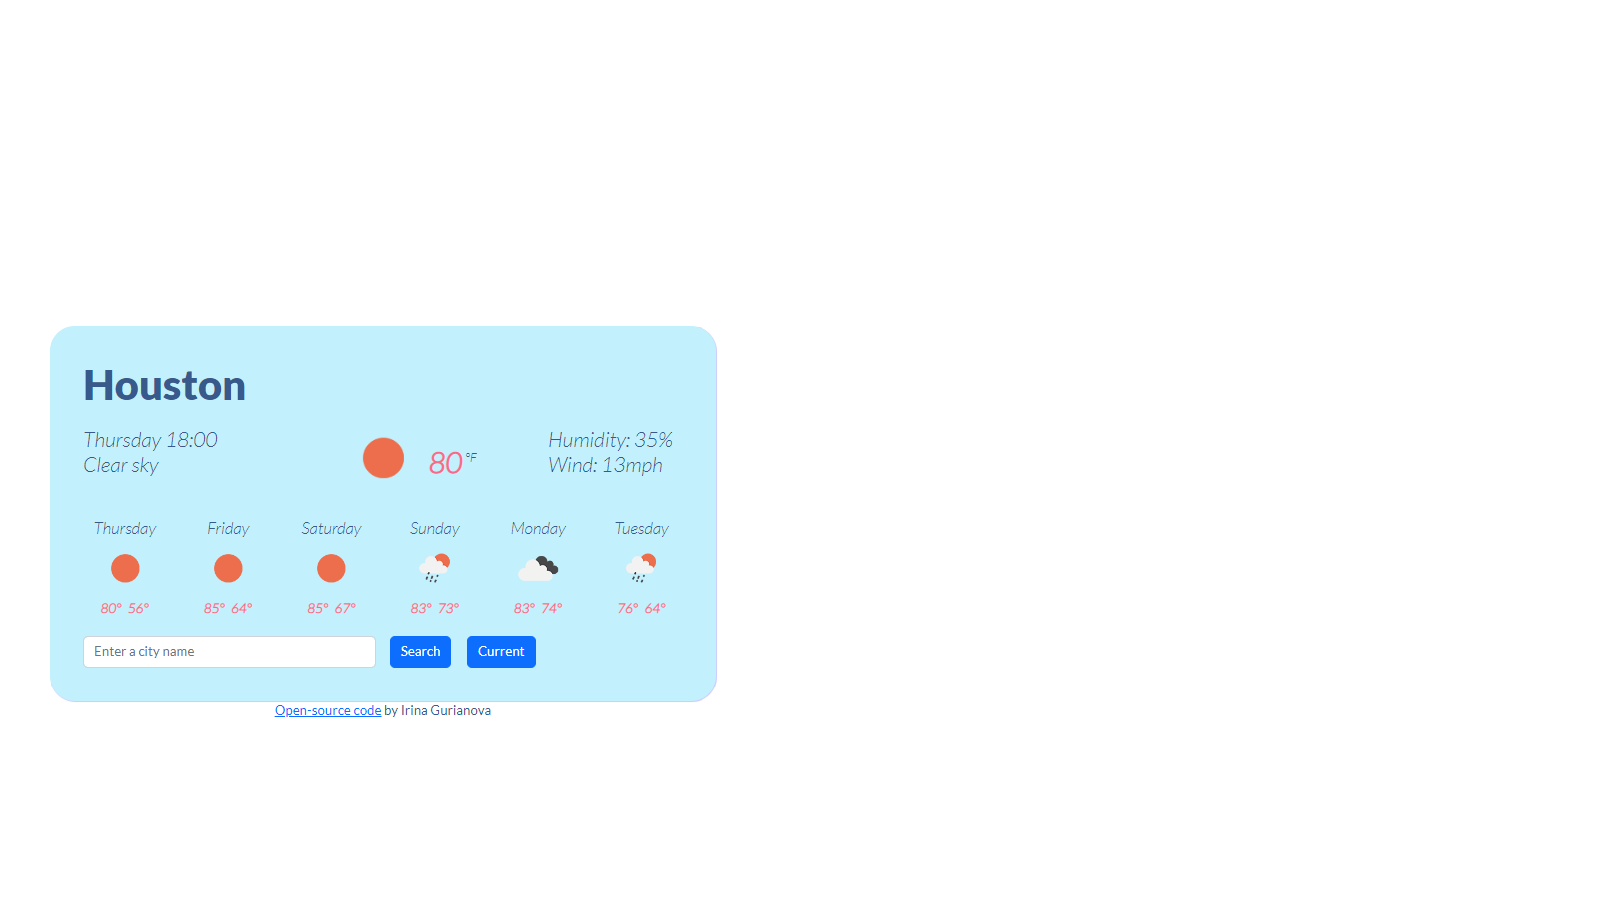 Houston
Thursday 18:00
Clear sky
80 °F
Humidity: 35%
Wind: 13mph
Thursday Friday Saturday Sunday Monday Tuesday
80° 56° 85° 64° 85° 67° 83° 73° 83° 74° 76° 64°
Enter a city name Search Current
Open-source code by Irina Gurianova